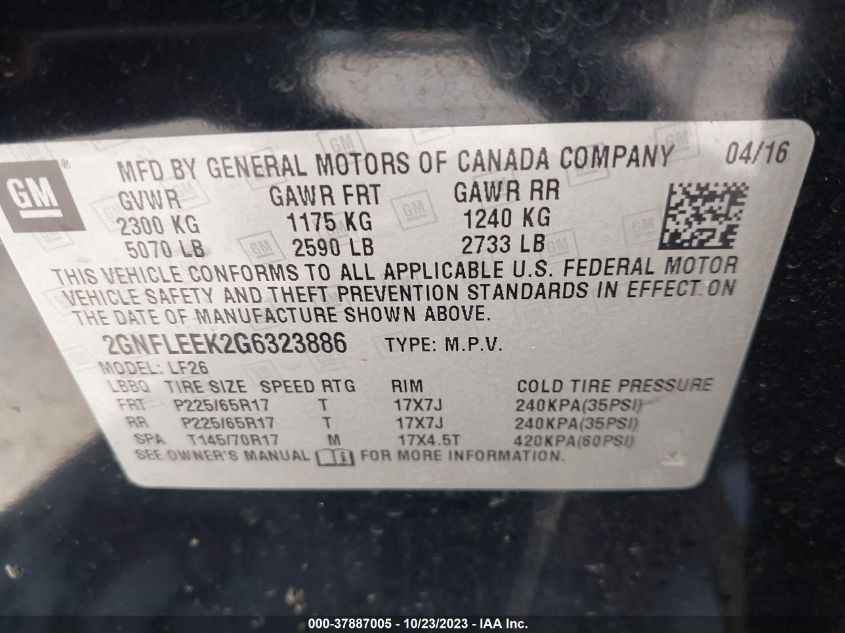 GM ® MFD BY GENERAL MOTORS OF CANADA COMPANY 04/16
GVWR GAWR FRT GAWR RR
2300 KG 1175 KG 1240 KG
5070 LB 2590 LB 2733 LB
THIS VEHICLE CONFORMS TO ALL APPLICABLE U.S. FEDERAL MOTOR
VEHICLE SAFETY AND THEFT PREVENTION STANDARDS IN EFFECT ON
THE DATE OF MANUFACTURE SHOWN ABOVE.
2GNFLEEK2G6323886 TYPE: M.P.V.
MODEL: LF26
LBBQ TIRE SIZE SPEED RTG RIM COLD TIRE PRESSURE
FRT P225/65R17 T 17X7J 240KPA(35PSI)
RR P225/65R17 T 17X7J 240KPA(35PSI)
SPA T145/70R17 M 17X4.5T 420KPA(60PSI)
SEE OWNER'S MANUAL FOR MORE INFORMATION.
000-37887005 - 10/23/2023 - IAA Inc.